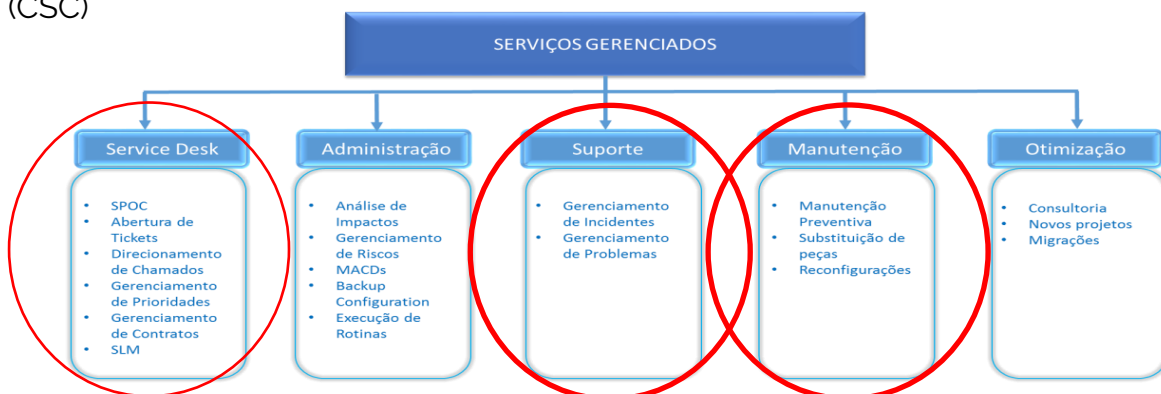 (CSC)
SERVIÇOS GERENCIADOS
Service Desk
• SPOC
• Abertura de
Tickets
• Direcionamento
de Chamados
• Gerenciamento
de Prioridades
• Gerenciamento
de Contratos
• SLM
Administração
• Análise de
Impactos
• Gerenciamento
de Riscos
• MACDs
• Backup
Configuration
• Execução de
Rotinas
Suporte
• Gerenciamento
de Incidentes
• Gerenciamento
de Problemas
Manutenção
• Manutenção
Preventiva
• Substituição de
peças
• Reconfigurações
Otimização
• Consultoria
• Novos projetos
• Migrações